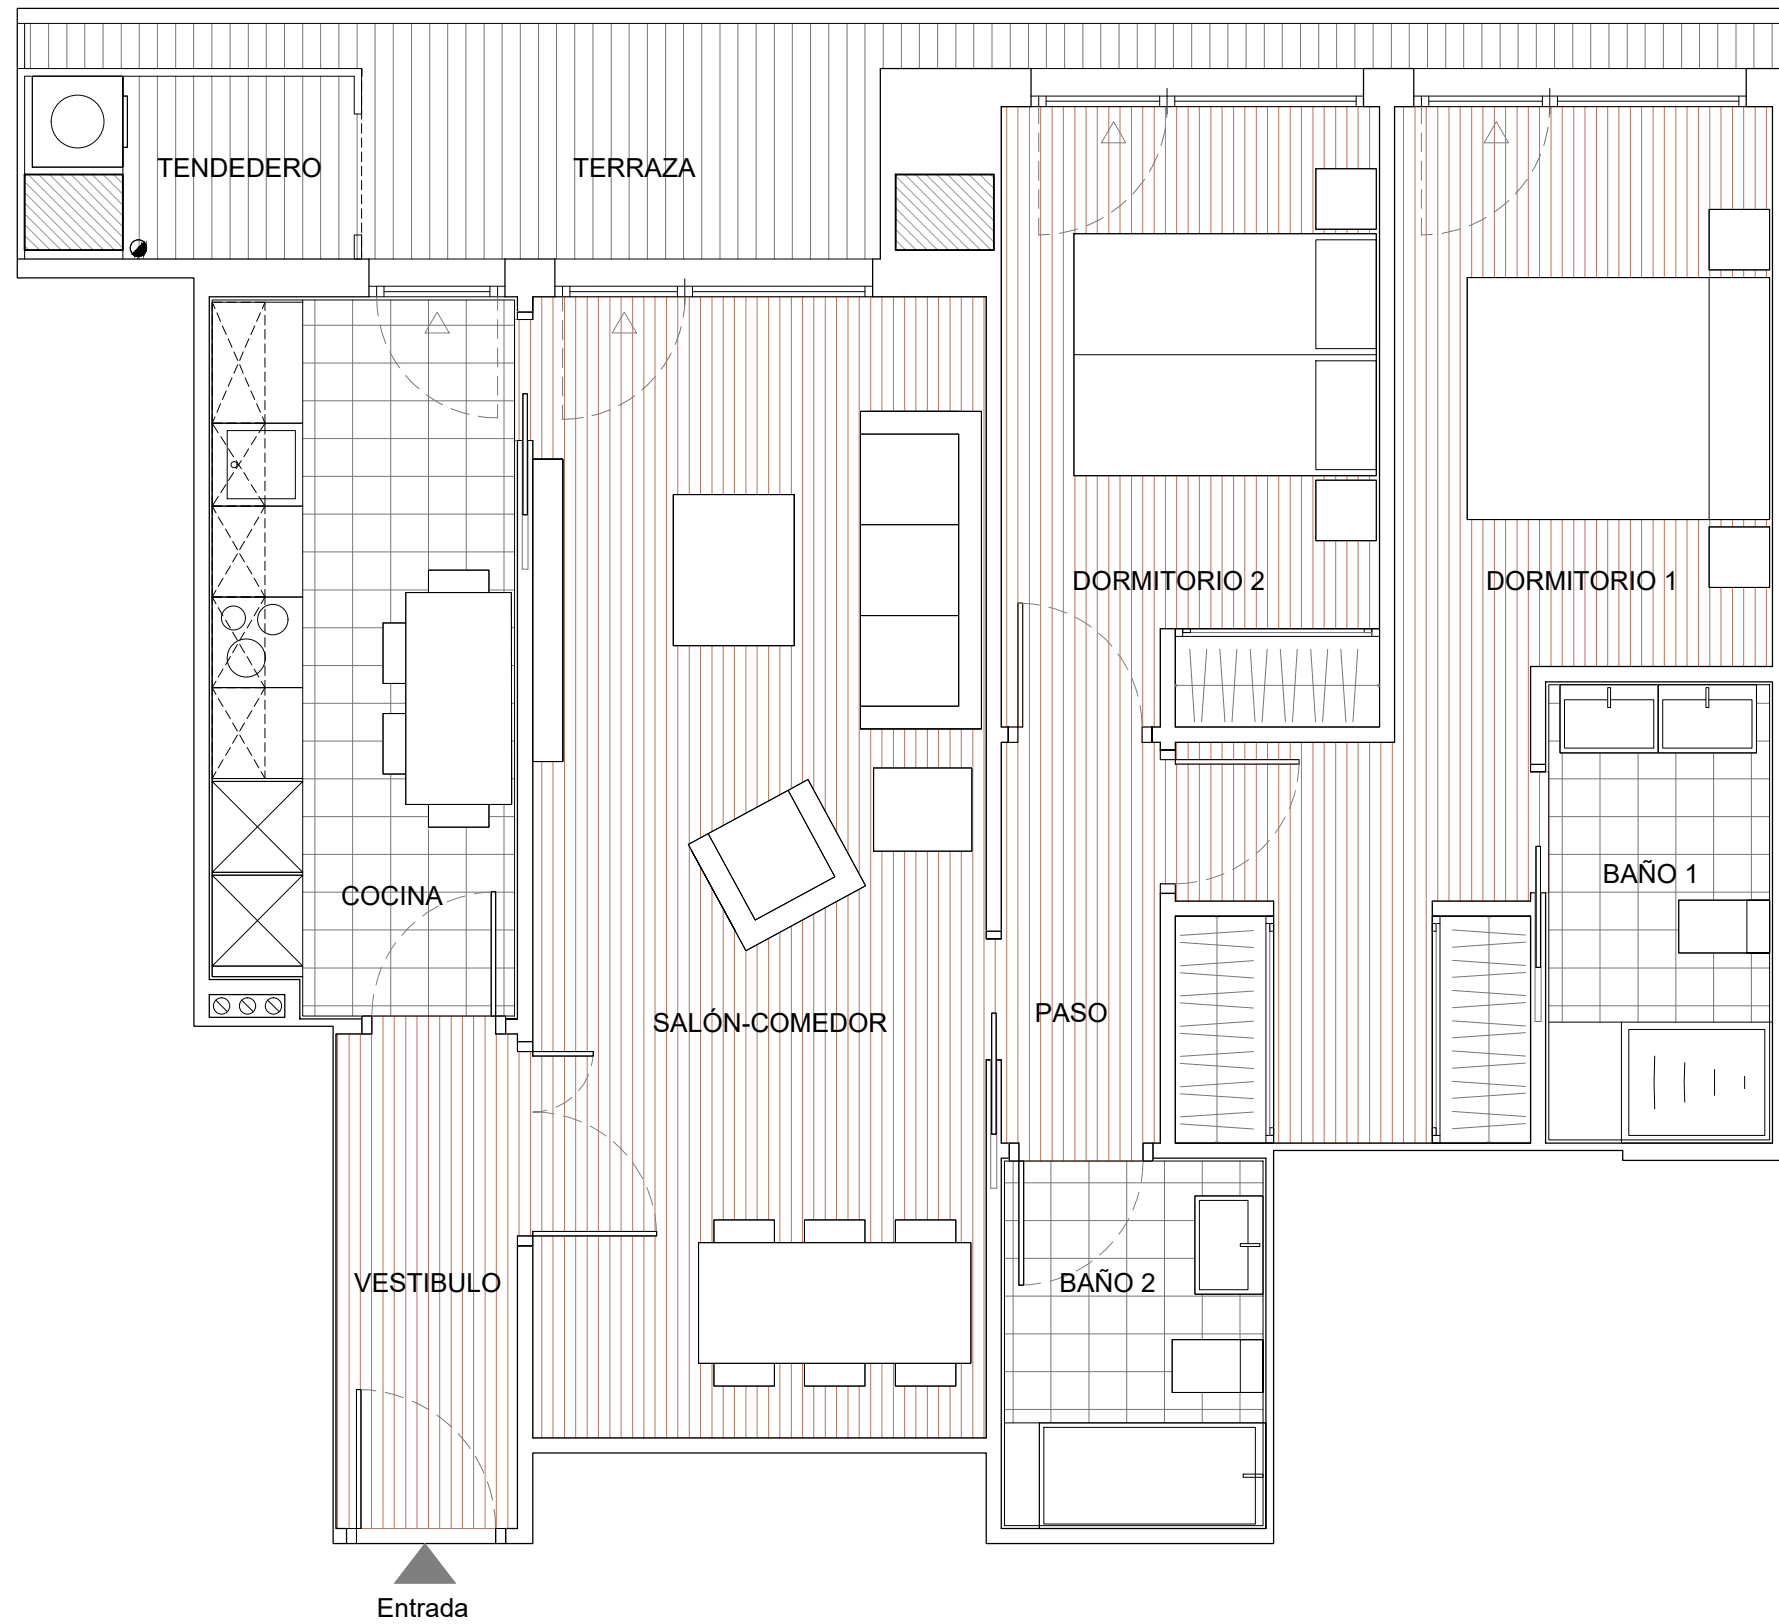 TENDEDERO
TERRAZA
DORMITORIO 2
DORMITORIO 1
COCINA
BAÑO 1
SALÓN-COMEDOR
PASO
VESTIBULO
BAÑO 2
Entrada